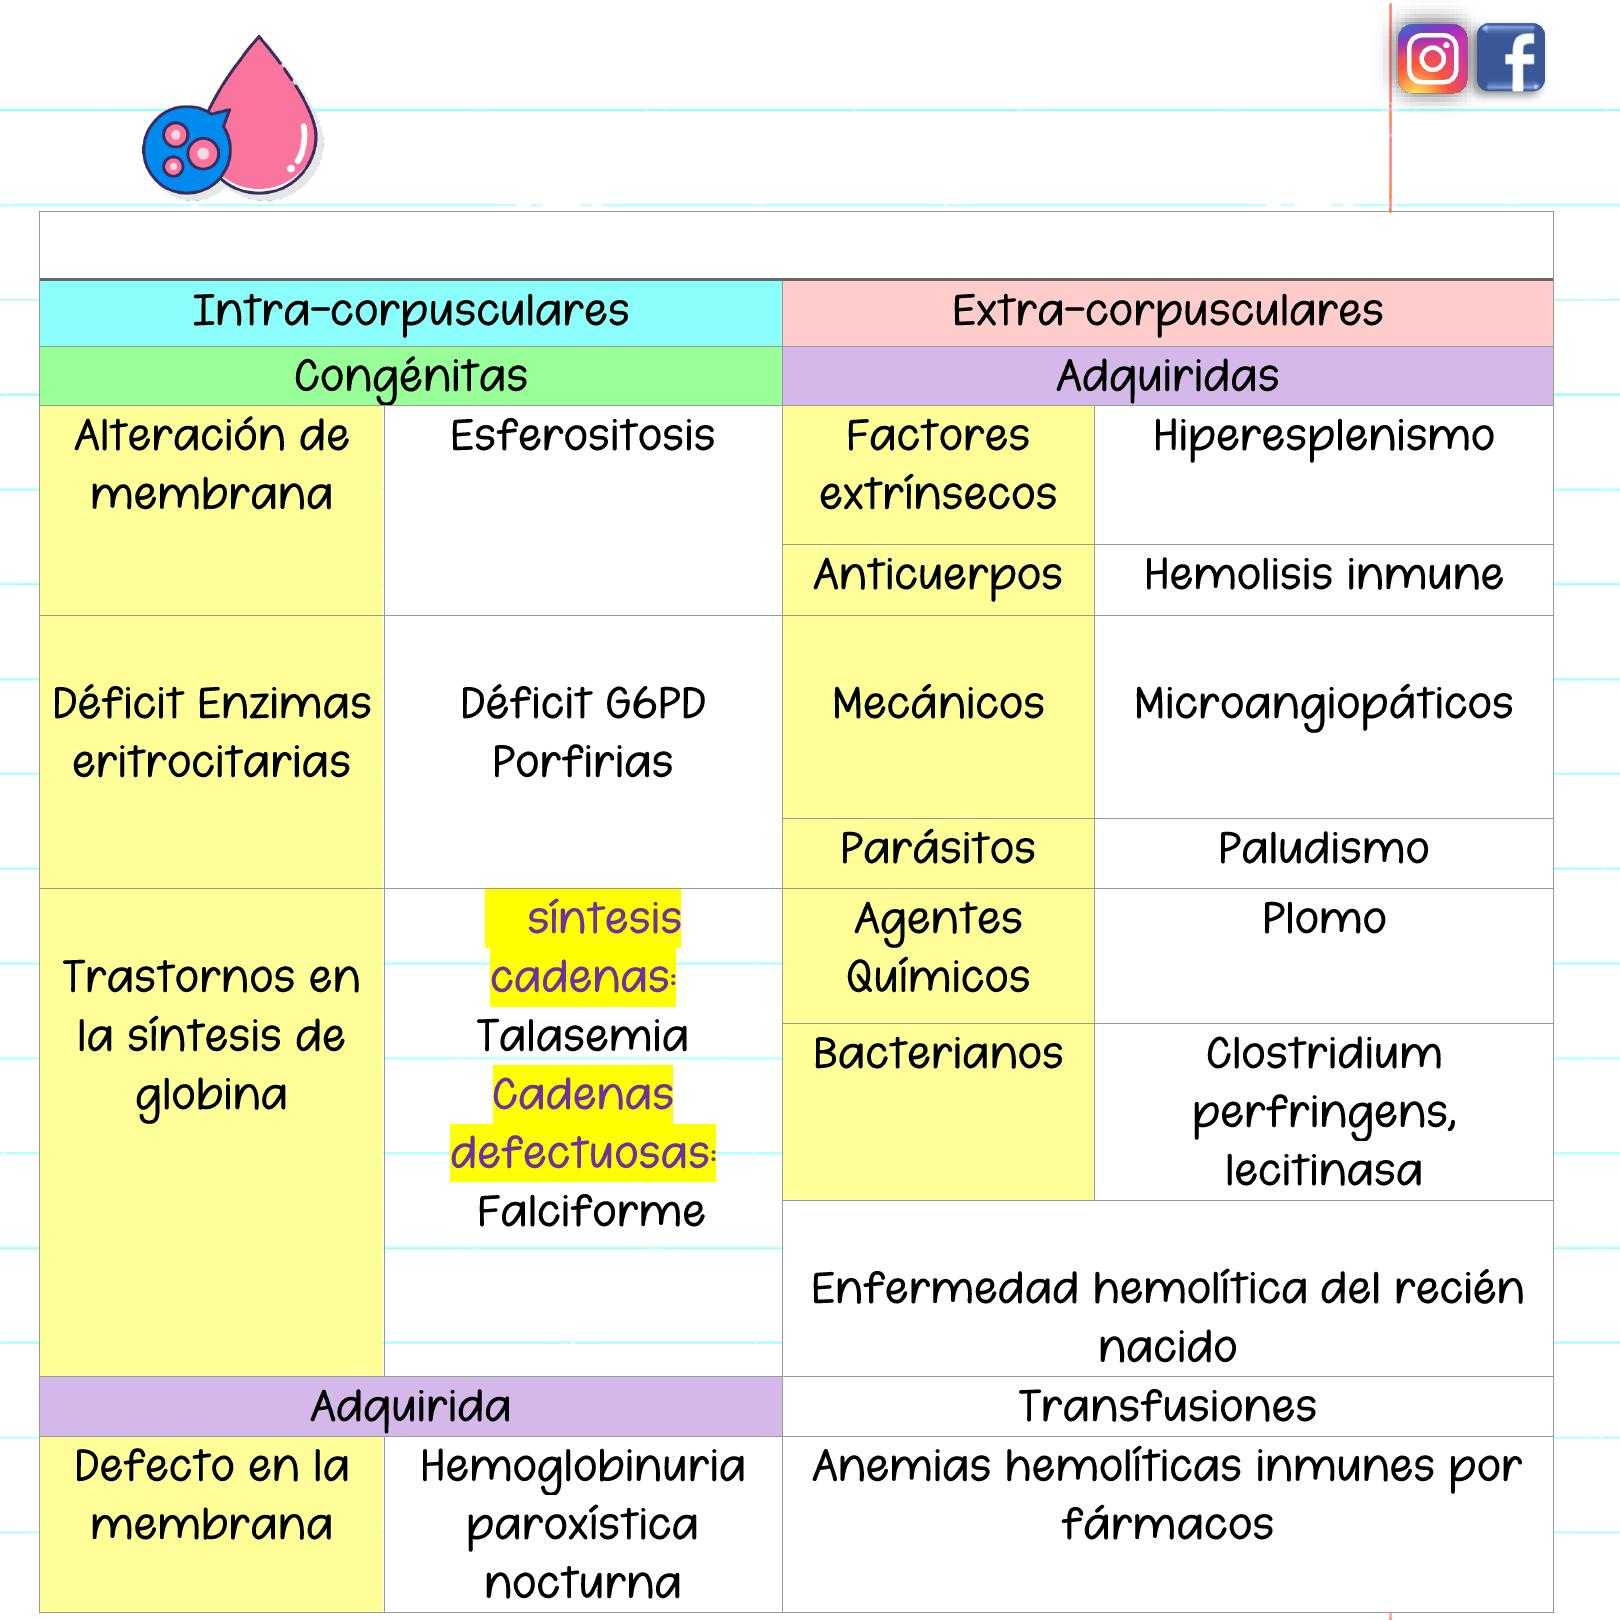 Intra-corpusculares
Extra-corpusculares
Congénitas
Adquiridas
Alteración de
membrana
Esferositosis
Factores
extrínsecos
Hiperesplenismo
Anticuerpos
Hemolisis inmune
Déficit Enzimas
eritrocitarias
Déficit G6PD
Porfirias
Mecánicos
Microangiopáticos
Parásitos
Paludismo
Trastornos en
la síntesis de
globina
síntesis
cadenas:
Talasemia
Cadenas
defectuosas:
Falciforme
Agentes
Químicos
Plomo
Bacterianos
Clostridium
perfringens,
lecitinasa
Enfermedad hemolítica del recién
nacido
Adquirida
Transfusiones
Defecto en la
membrana
Hemoglobinuria
paroxística
nocturna
Anemias hemolíticas inmunes por
fármacos